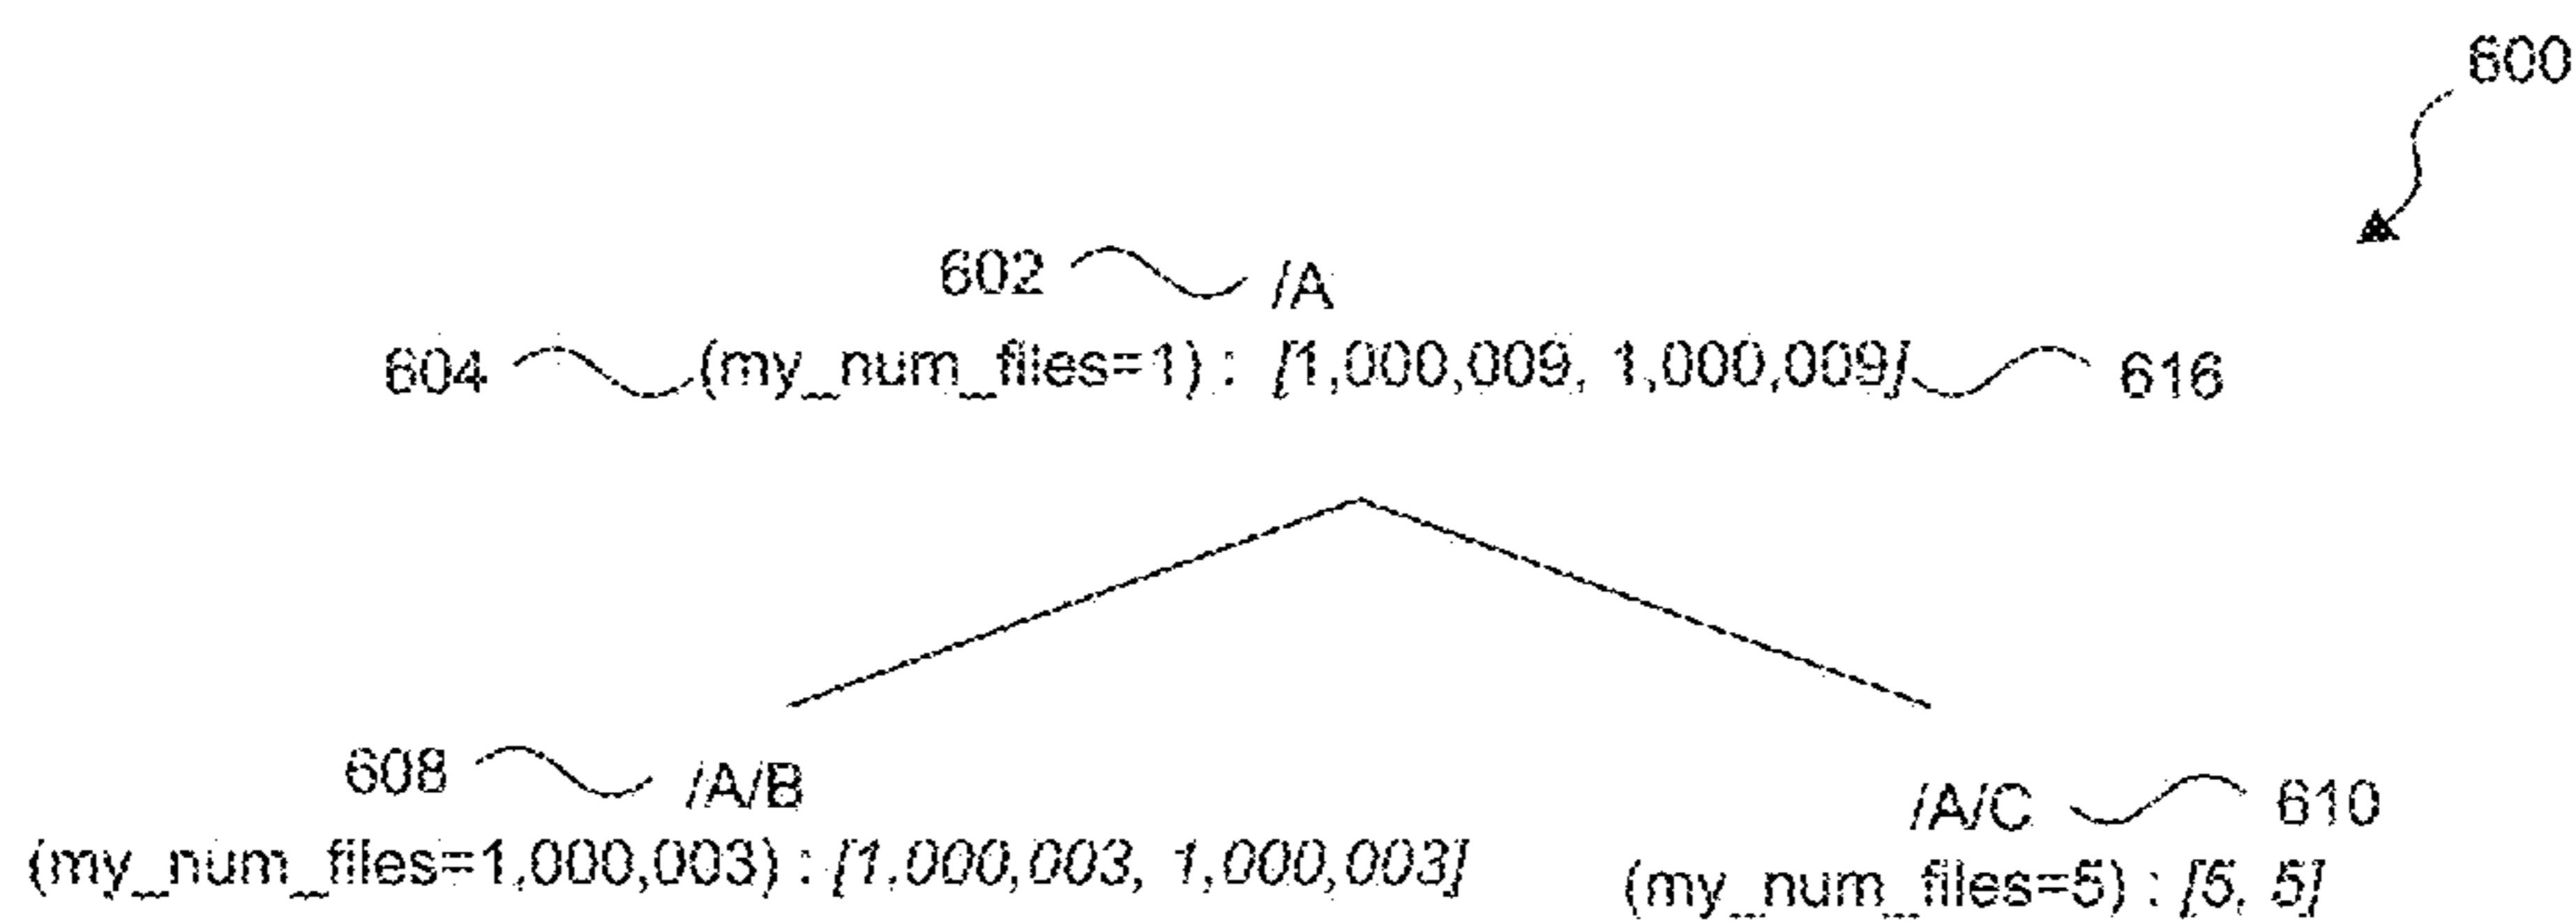 600
602 /A
604 (my_num_files=1) : [1,000,009, 1,000,009] 616
608 /A/B
/A/C 610
(my_num_files=1,000,003) : [1,000,003, 1,000,003]
(my_num_files=5) : [5, 5]